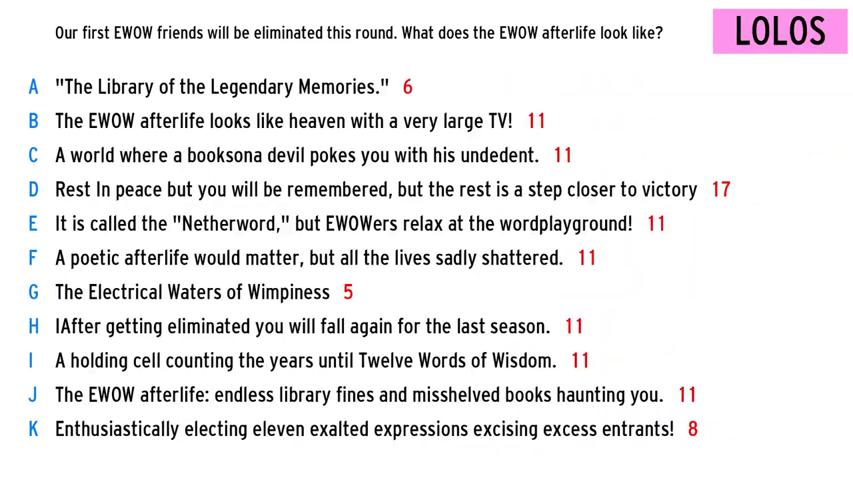 Our first EWOW friends will be eliminated this round. What does the EWOW afterlife look like?
LOLOS
A "The Library of the Legendary Memories." 6
B The EWOW afterlife looks like heaven with a very large TV! 11
C A world where a booksona devil pokes you with his undedent. 11
D Rest In peace but you will be remembered, but the rest is a step closer to victory 17
E It is called the "Netherword," but EWOWers relax at the wordplayground! 11
F A poetic afterlife would matter, but all the lives sadly shattered. 11
G The Electrical Waters of Wimpiness 5
H IAfter getting eliminated you will fall again for the last season. 11
I A holding cell counting the years until Twelve Words of Wisdom. 11
J The EWOW afterlife: endless library fines and misshelved books haunting you. 11
K Enthusiastically electing eleven exalted expressions excising excess entrants! 8